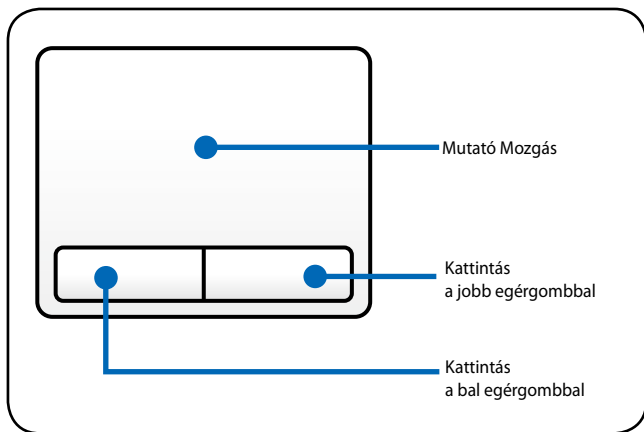 Mutató Mozgás
Kattintás
a jobb egérgombbal
Kattintás
a bal egérgombbal